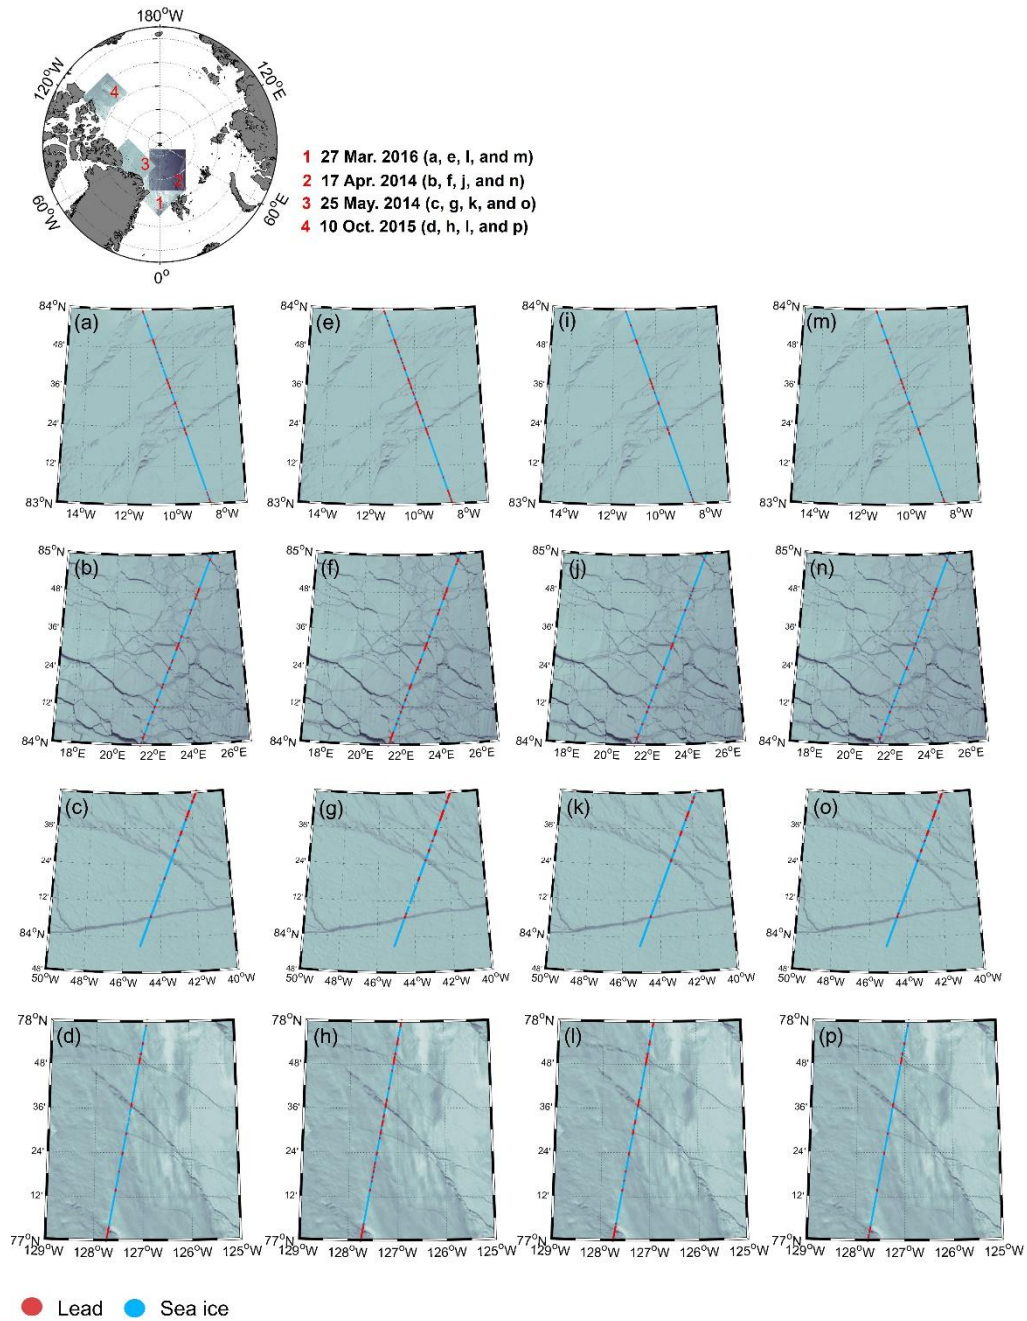 180°W
120°W
120°E
4
3
2
1
60°W
60°E
0°
1 27 Mar. 2016 (a, e, I, and m)
2 17 Apr. 2014 (b, f, j, and n)
3 25 May. 2014 (c, g, k, and o)
4 10 Oct. 2015 (d, h, l, and p)
84°N 84°N 84°N 84°N
(a) (e) (i) (m)
48' 48' 48' 48'
36' 36' 36' 36'
24' 24' 24' 24'
12' 12' 12' 12'
83°N 83°N 83°N 83°N
14°W 12°W 10°W 8°W 14°W 12°W 10°W 8°W 14°W 12°W 10°W 8°W 14°W 12°W 10°W 8°W
85°N 85°N 85°N 85°N
(b) (f) (j) (n)
48' 48' 48' 48'
36' 36' 36' 36'
24' 24' 24' 24'
12' 12' 12' 12'
84°N 84°N 84°N 84°N
18°E 20°E 22°E 24°E 26°E 18°E 20°E 22°E 24°E 26°E 18°E 20°E 22°E 24°E 26°E 18°E 20°E 22°E 24°E 26°E
(c) (g) (k) (o)
36' 36' 36' 36'
24' 24' 24' 24'
12' 12' 12' 12'
84°N 84°N 84°N 84°N
48' 48' 48' 48'
50°W 48°W 46°W 44°W 42°W 40°W 50°W 48°W 46°W 44°W 42°W 40°W 50°W 48°W 46°W 44°W 42°W 40°W 50°W 48°W 46°W 44°W 42°W 40°W
78°N 78°N 78°N 78°N
(d) (h) (l) (p)
48' 48' 48' 48'
36' 36' 36' 36'
24' 24' 24' 24'
12' 12' 12' 12'
77°N 77°N 77°N 77°N
129°W 128°W 127°W 126°W 125°W 129°W 128°W 127°W 126°W 125°W 129°W 128°W 127°W 126°W 125°W 129°W 128°W 127°W 126°W 125°W
Lead Sea ice